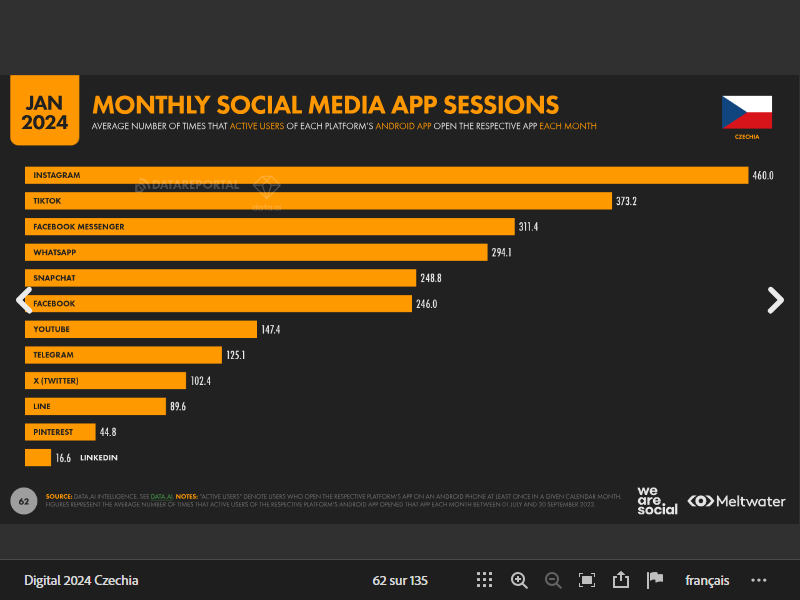 JAN
2024
MONTHLY SOCIAL MEDIA APP SESSIONS
AVERAGE NUMBER OF TIMES THAT ACTIVE USERS OF EACH PLATFORM'S ANDROID APP OPEN THE RESPECTIVE APP EACH MONTH
CZECHIA
INSTAGRAM 460.0
DATAREPORTAL
TIKTOK 373.2
FACEBOOK MESSENGER 311.4
WHATSAPP 294.1
SNAPCHAT 248.8
FACEBOOK 246.0
YOUTUBE 147.4
TELEGRAM 125.1
X (TWITTER) 102.4
LINE 89.6
PINTEREST 44.8
16.6 LINKEDIN
62
SOURCE: DATA.AI INTELLIGENCE. SEE DATA.AI. NOTES: "ACTIVE USERS" DENOTE USERS WHO OPEN THE RESPECTIVE PLATFORM'S APP ON AN ANDROID PHONE AT LEAST ONCE IN A GIVEN CALENDAR MONTH.
FIGURES REPRESENT THE AVERAGE NUMBER OF TIMES THAT ACTIVE USERS OF THE RESPECTIVE PLATFORM'S ANDROID APP OPENED THAT APP EACH MONTH BETWEEN 01 JULY AND 30 SEPTEMBER 2023.
we
are
social
Meltwater
Digital 2024 Czechia
62 sur 135
français